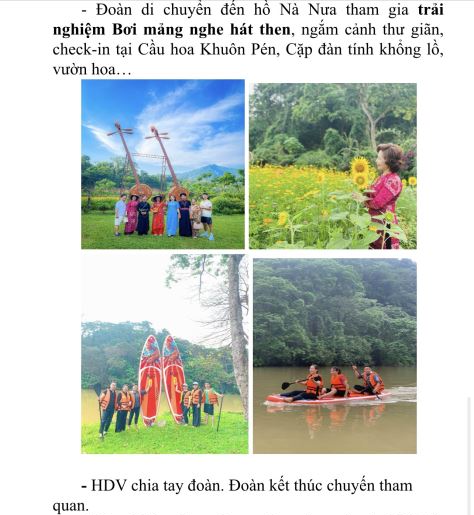 - Đoàn di chuyển đến hồ Nà Nưa tham gia trải
nghiệm Bơi mảng nghe hát then, ngắm cảnh thư giãn,
check-in tại Cầu hoa Khuôn Pén, Cặp đàn tính khổng lồ,
vườn hoa…
- HDV chia tay đoàn. Đoàn kết thúc chuyến tham
quan.